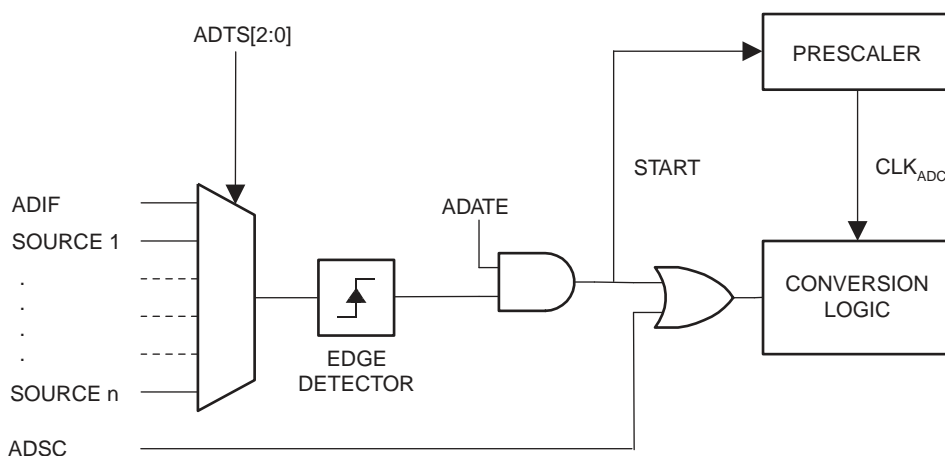 ADTS[2:0]
PRESCALER
START
CLKADC
ADIF
ADATE
SOURCE 1
.
.
.
.
CONVERSION
LOGIC
EDGE
DETECTOR
SOURCE n
ADSC